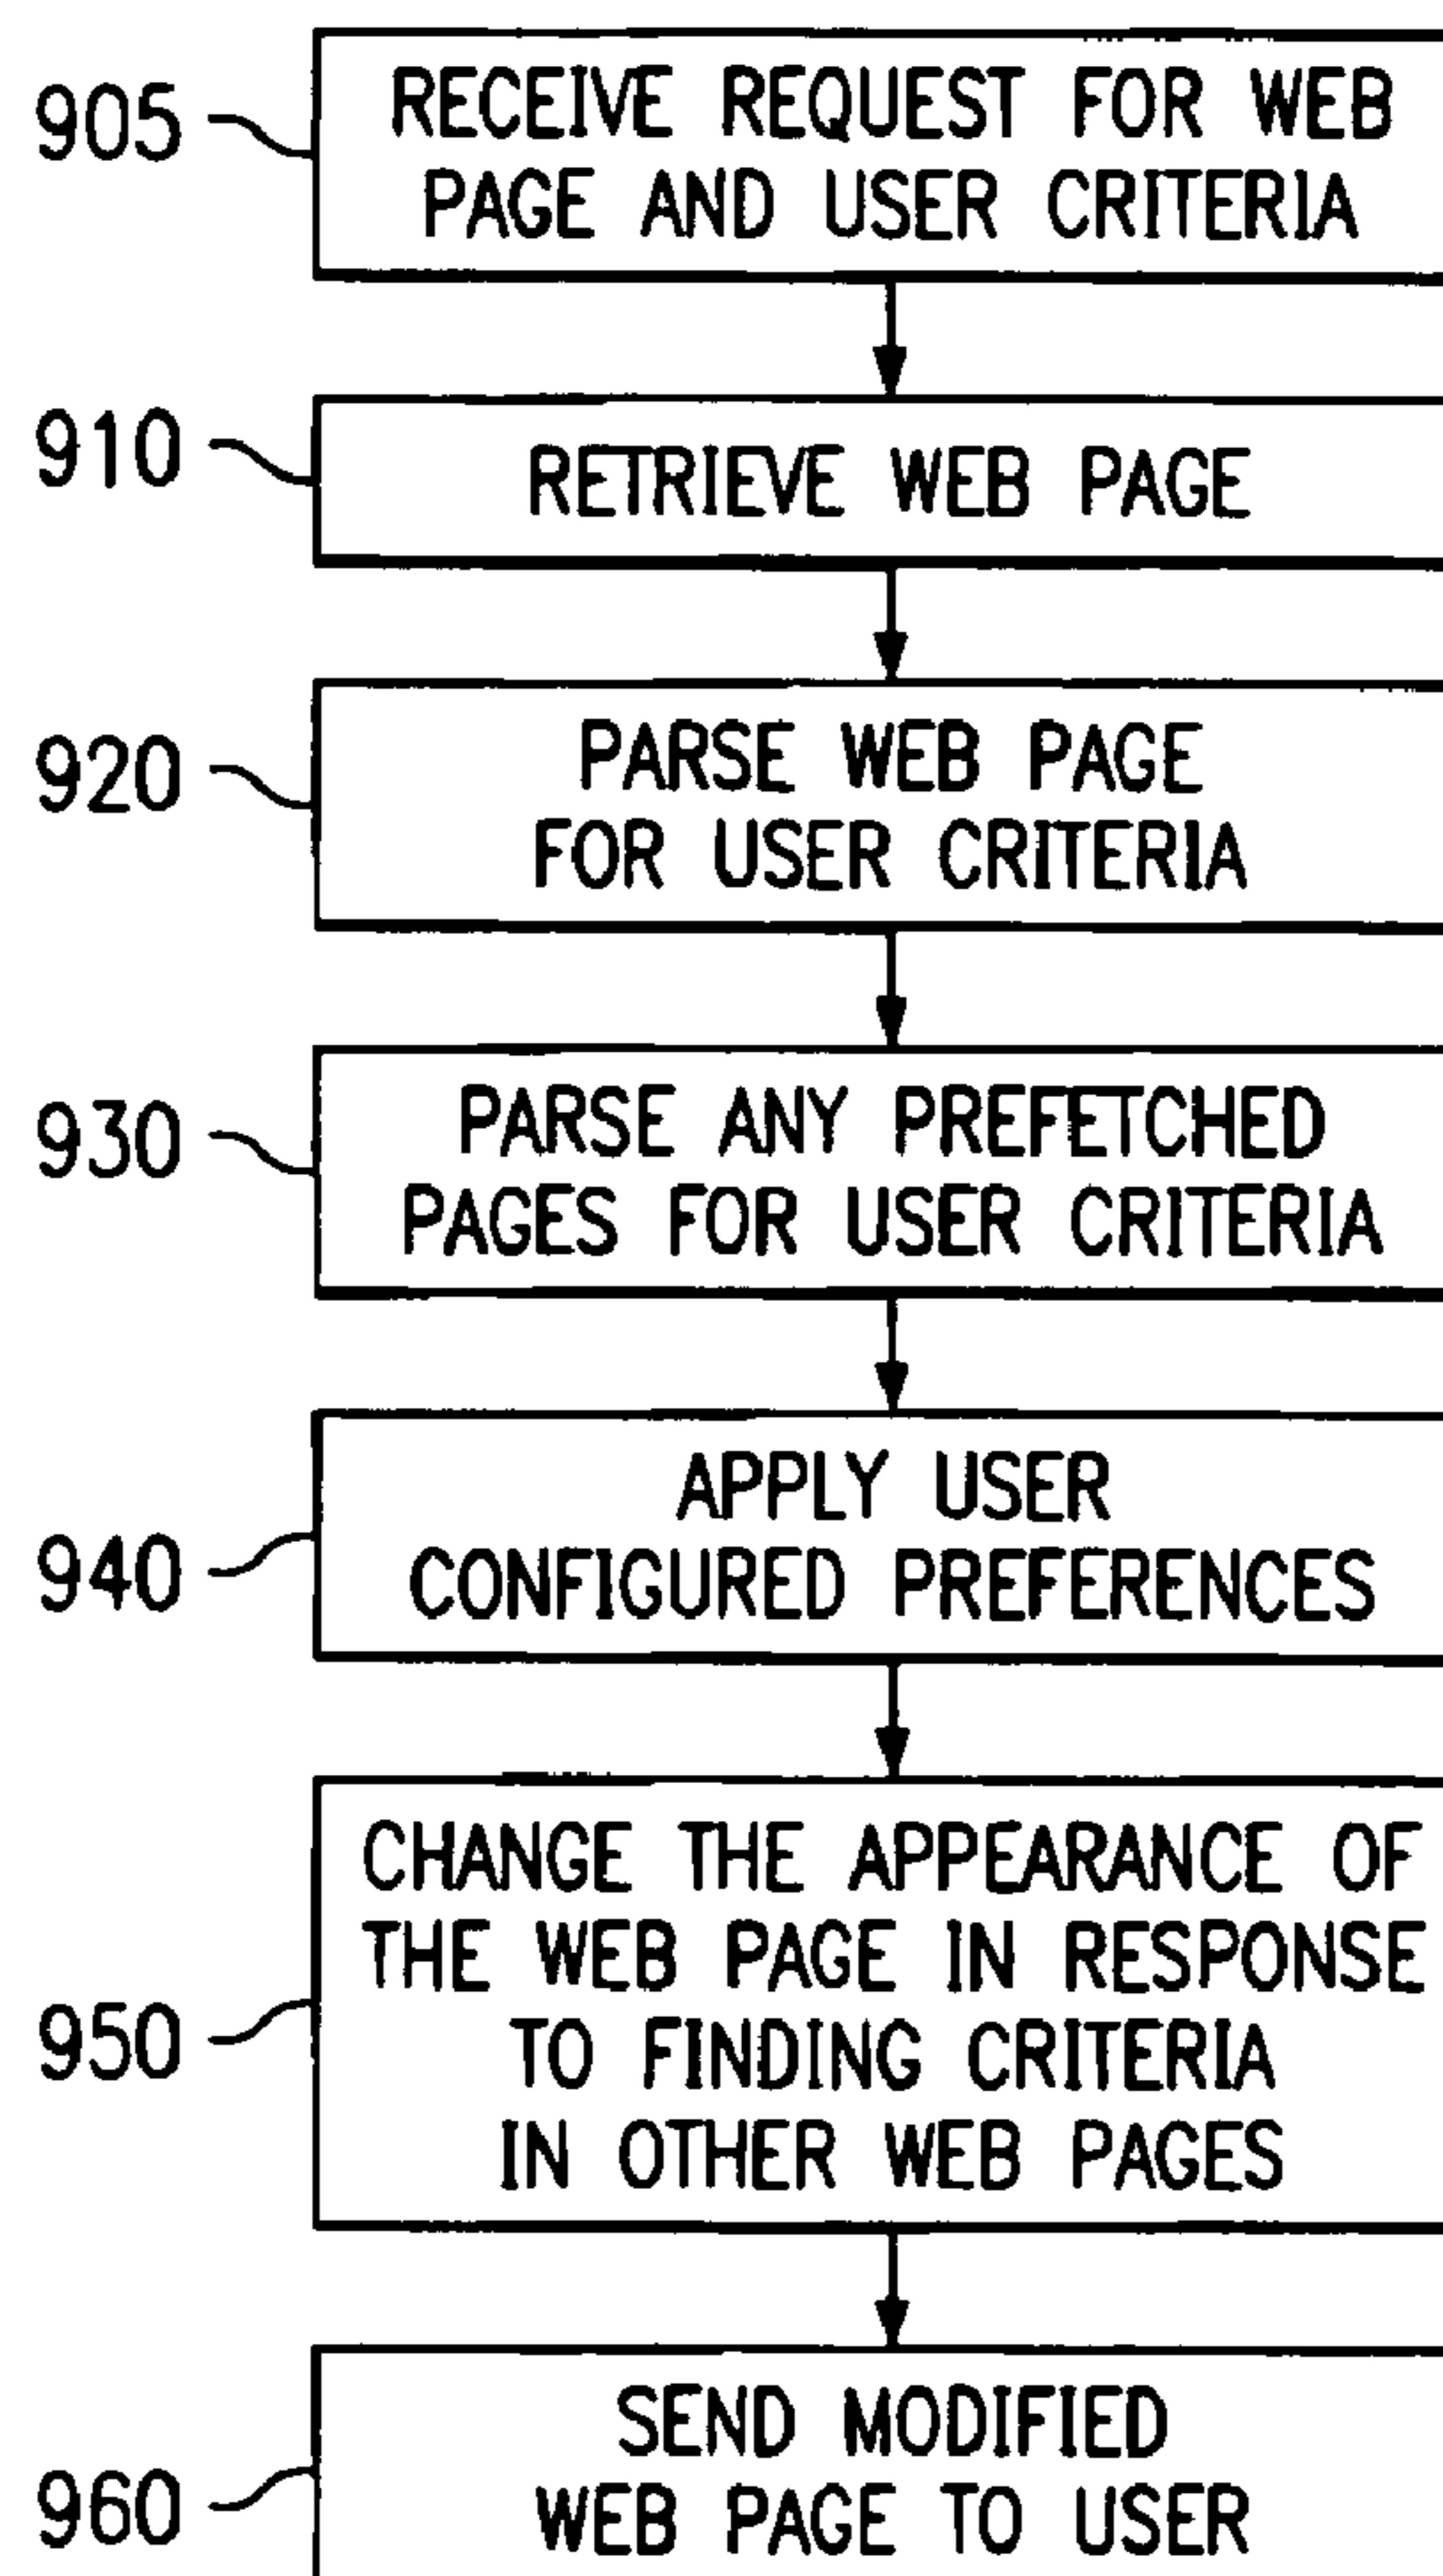 905
RECEIVE REQUEST FOR WEB
PAGE AND USER CRITERIA
910
RETRIEVE WEB PAGE
920
PARSE WEB PAGE
FOR USER CRITERIA
930
PARSE ANY PREFETCHED
PAGES FOR USER CRITERIA
940
APPLY USER
CONFIGURED PREFERENCES
950
CHANGE THE APPEARANCE OF
THE WEB PAGE IN RESPONSE
TO FINDING CRITERIA
IN OTHER WEB PAGES
960
SEND MODIFIED
WEB PAGE TO USER